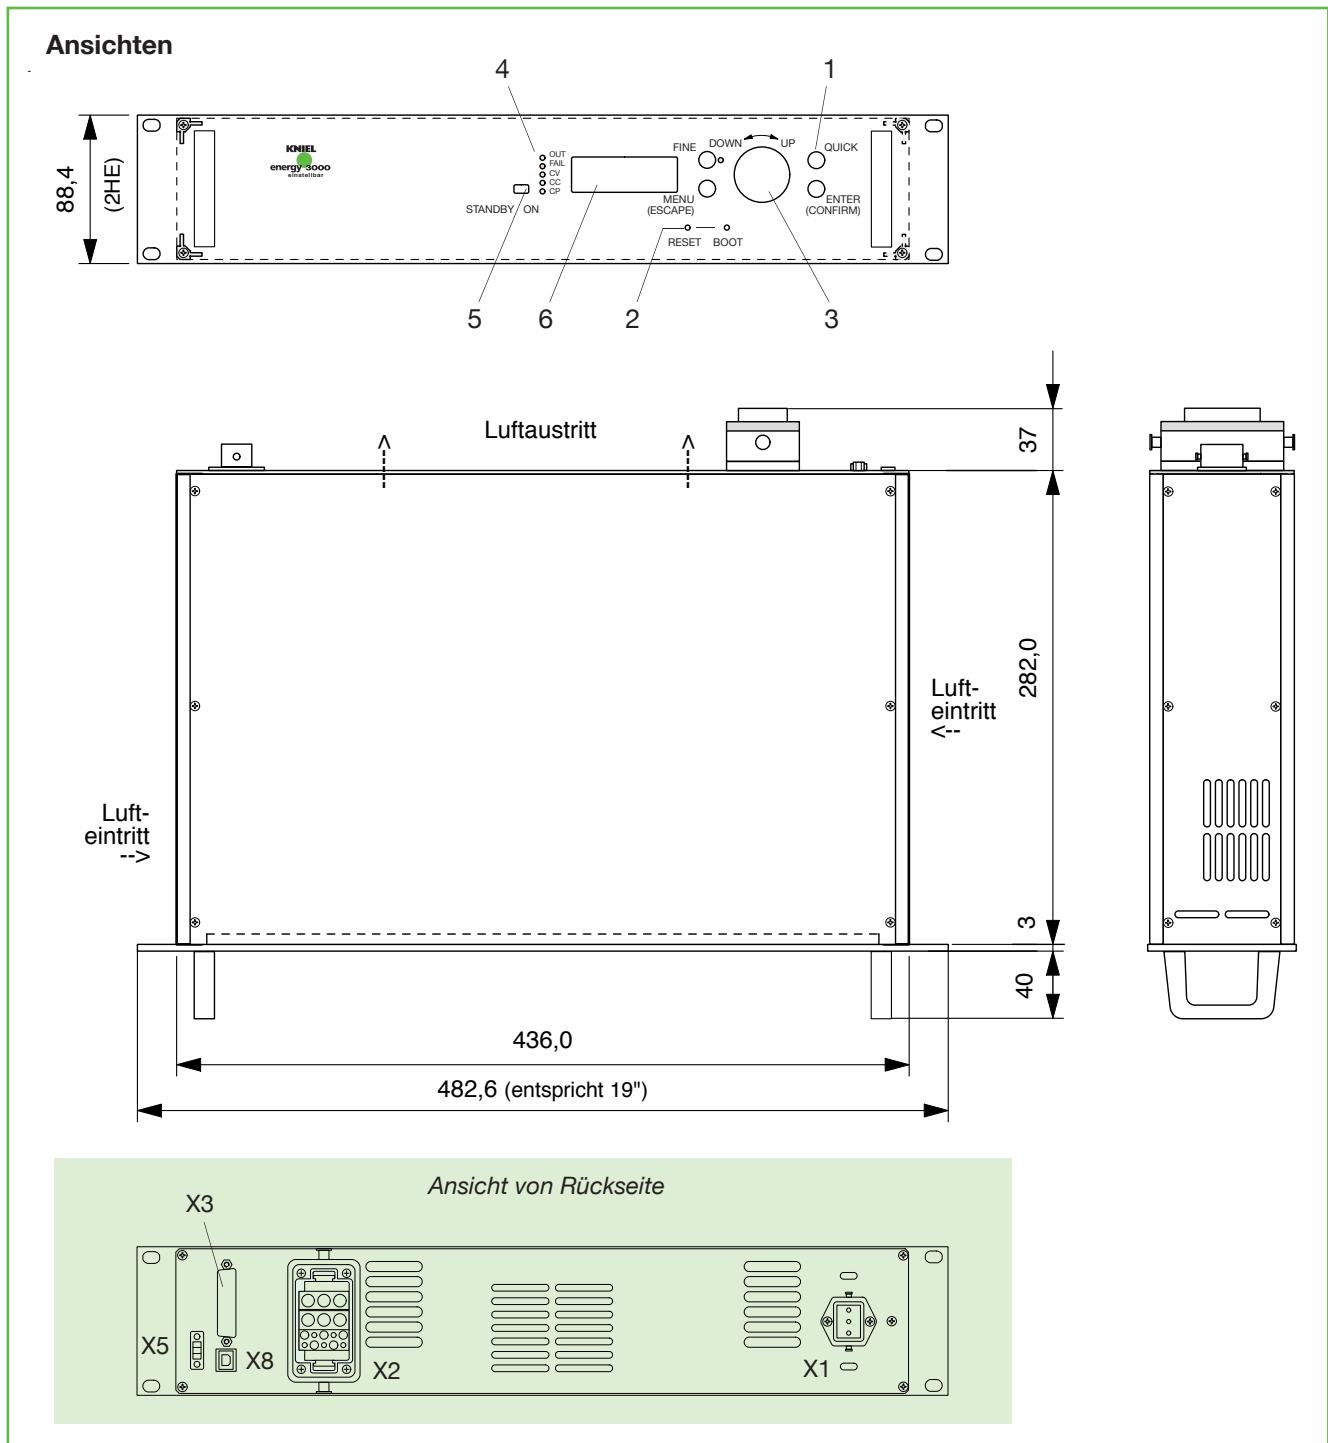 Ansichten
4
1
88,4
(2HE)
KNIEL
energy 3000
einstellbar
OUT
FAIL
CV
CC
CP
STANDBY ON
FINE
DOWN
UP
QUICK
MENU
(ESCAPE)
ENTER
(CONFIRM)
RESET
BOOT
5
6
2
3
Luftaustritt
37
282,0
Luft-
eintritt
<--
Luft-
eintritt
-->
3
40
436,0
482,6 (entspricht 19")
Ansicht von Rückseite
X3
X5
X8
X2
X1